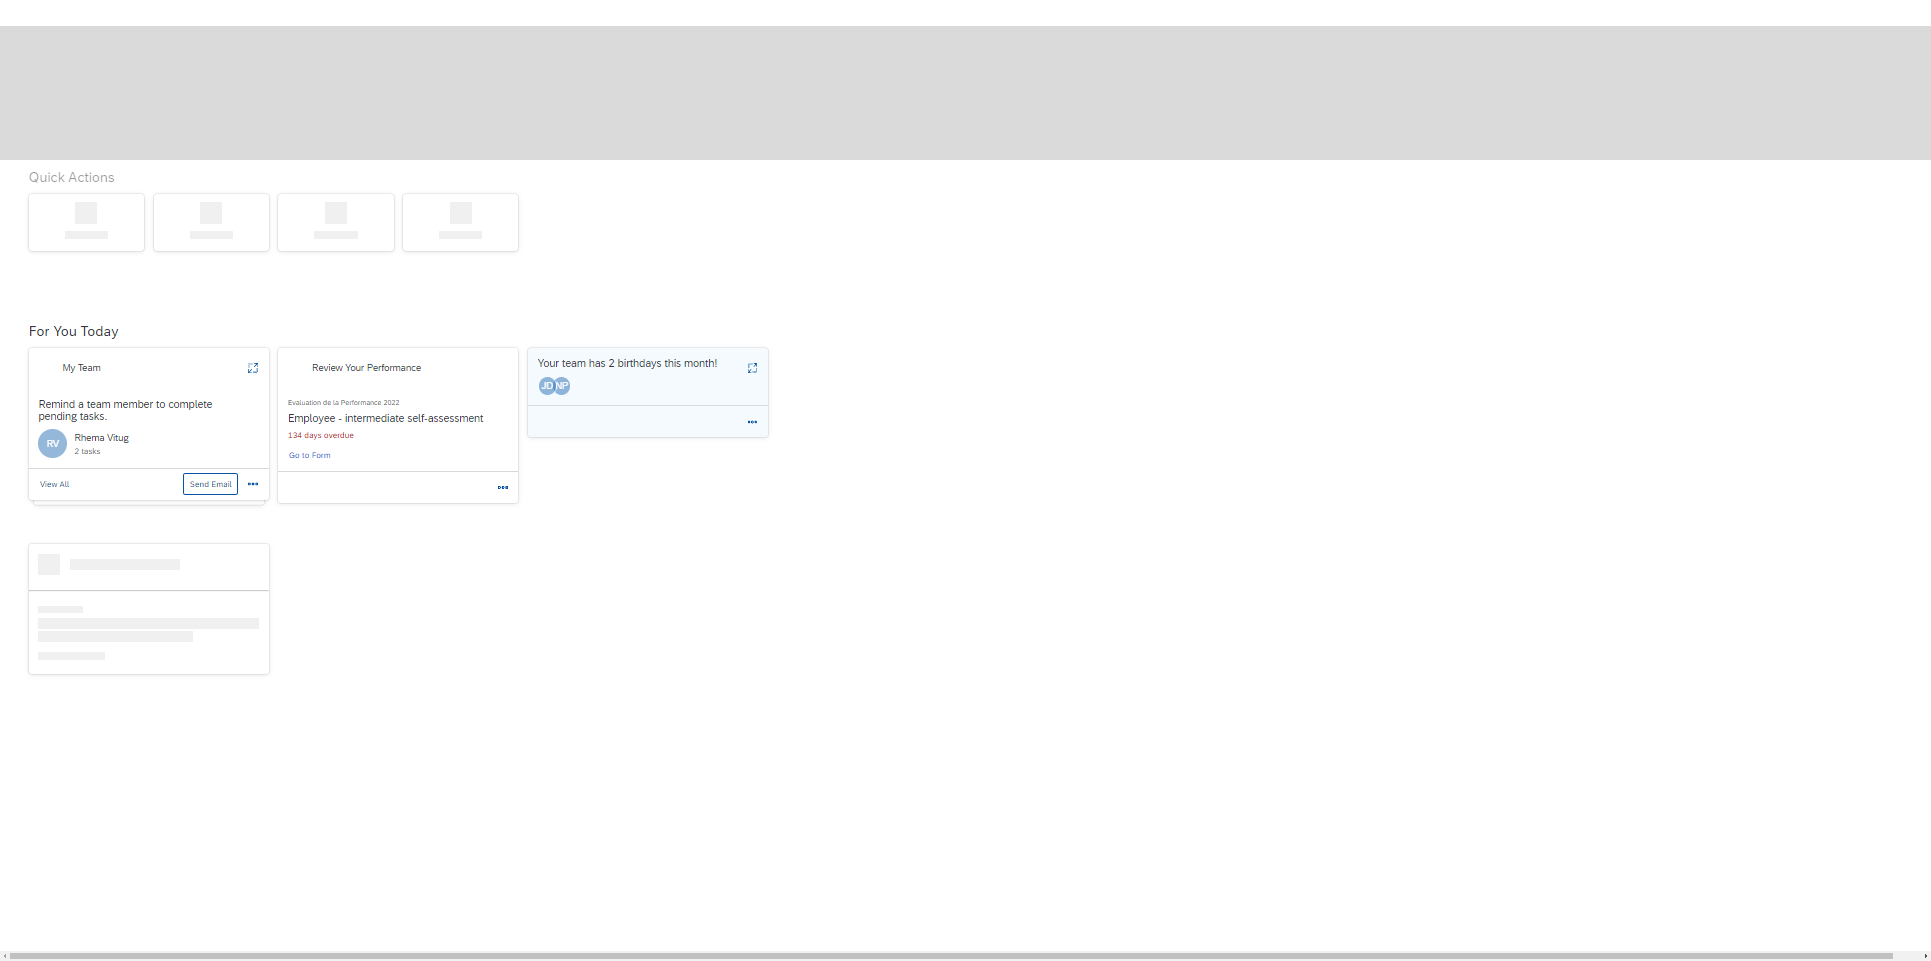 Quick Actions
For You Today
My Team
Remind a team member to complete
pending tasks.
RV
Rhema Vitug
2 tasks
View All
Send Email
Review Your Performance
Evaluation de la Performance 2022
Employee - intermediate self-assessment
134 days overdue
Go to Form
Your team has 2 birthdays this month!
JD NP